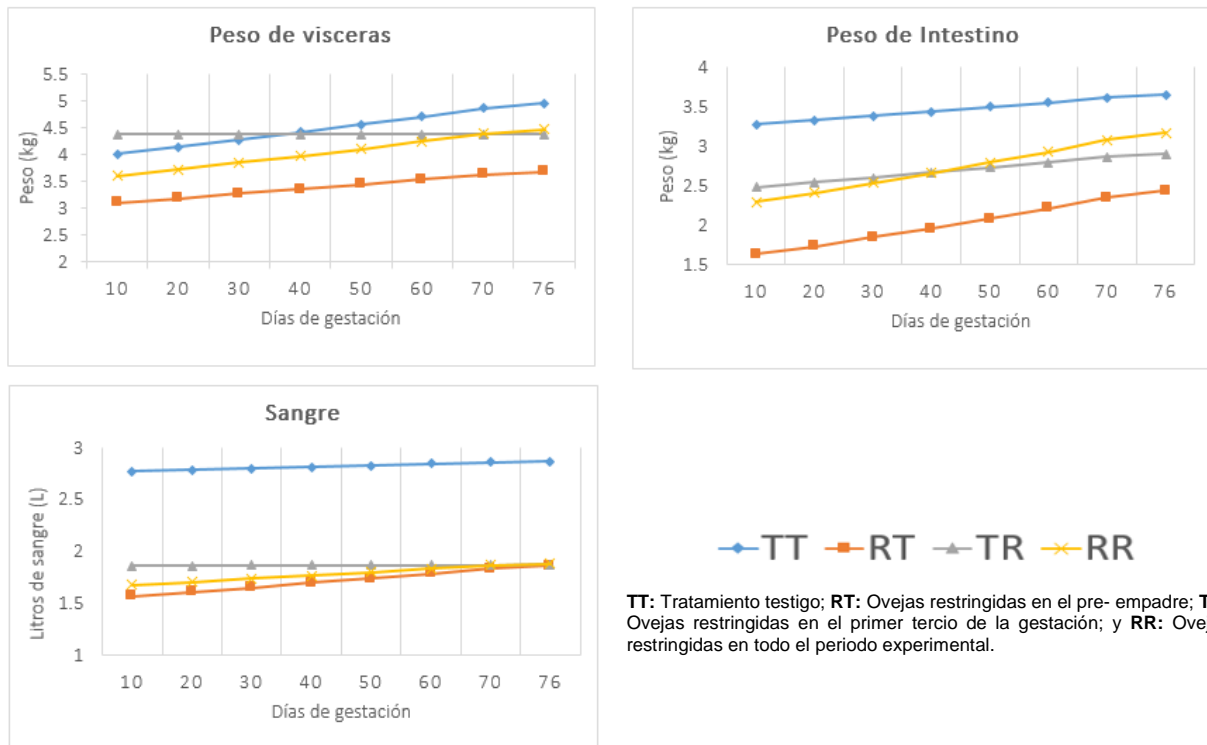 Peso de visceras
5.5
5
4.5
4
3.5
3
2.5
2
Peso (kg)
10 20 30 40 50 60 70 76
Días de gestación
Peso de Intestino
4
3.5
3
2.5
2
1.5
Peso (kg)
10 20 30 40 50 60 70 76
Días de gestación
Sangre
3
2.5
2
1.5
1
Litros de sangre (L)
10 20 30 40 50 60 70 76
Días de gestación
TT RT TR RR
TT: Tratamiento testigo; RT: Ovejas restringidas en el pre- empadre;
Ovejas restringidas en el primer tercio de la gestación; y RR:
restringidas en todo el periodo experimental.